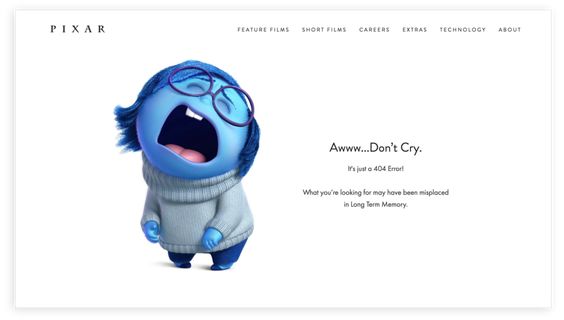 PIXAR
FEATURE FILMS SHORT FILMS CAREERS EXTRAS TECHNOLOGY ABOUT
Awww...Don't Cry.
It's just a 404 Error!
What you're looking for may have been misplaced
in Long Term Memory.